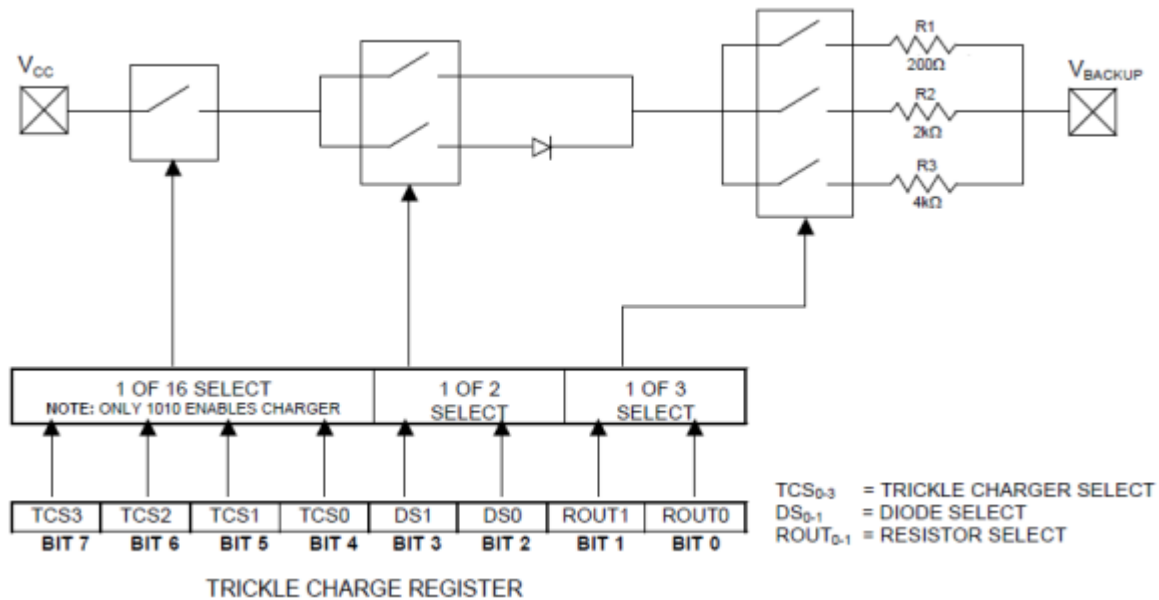 V_CC
R1
200Ω
R2
2kΩ
R3
4kΩ
V_BACKUP
1 OF 16 SELECT
NOTE: ONLY 1010 ENABLES CHARGER
1 OF 2
SELECT
1 OF 3
SELECT
TCS3 TCS2 TCS1 TCS0 DS1 DS0 ROUT1 ROUT0
BIT 7 BIT 6 BIT 5 BIT 4 BIT 3 BIT 2 BIT 1 BIT 0
TCS₀₋₃ = TRICKLE CHARGER SELECT
DS₀₋₁ = DIODE SELECT
ROUT₀₋₁ = RESISTOR SELECT
TRICKLE CHARGE REGISTER